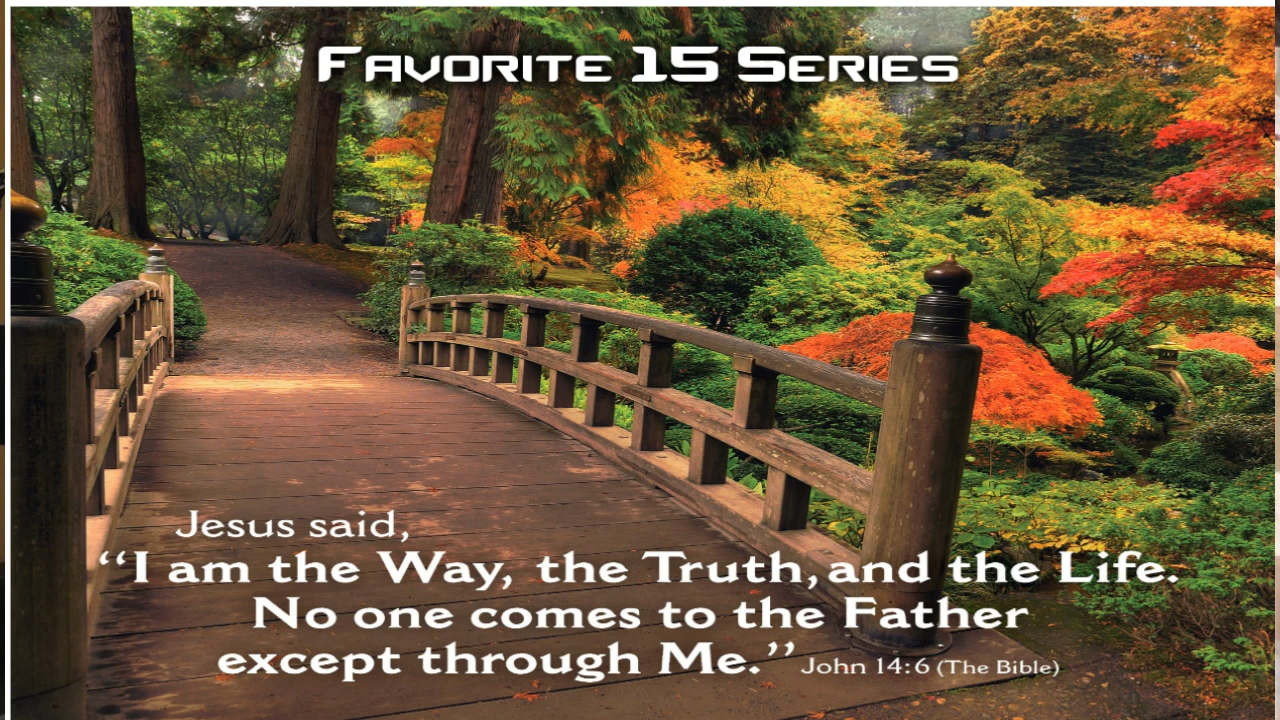 Favorite 15 Series
Jesus said,
“I am the Way, the Truth, and the Life.
No one comes to the Father
except through Me.” John 14:6 (The Bible)